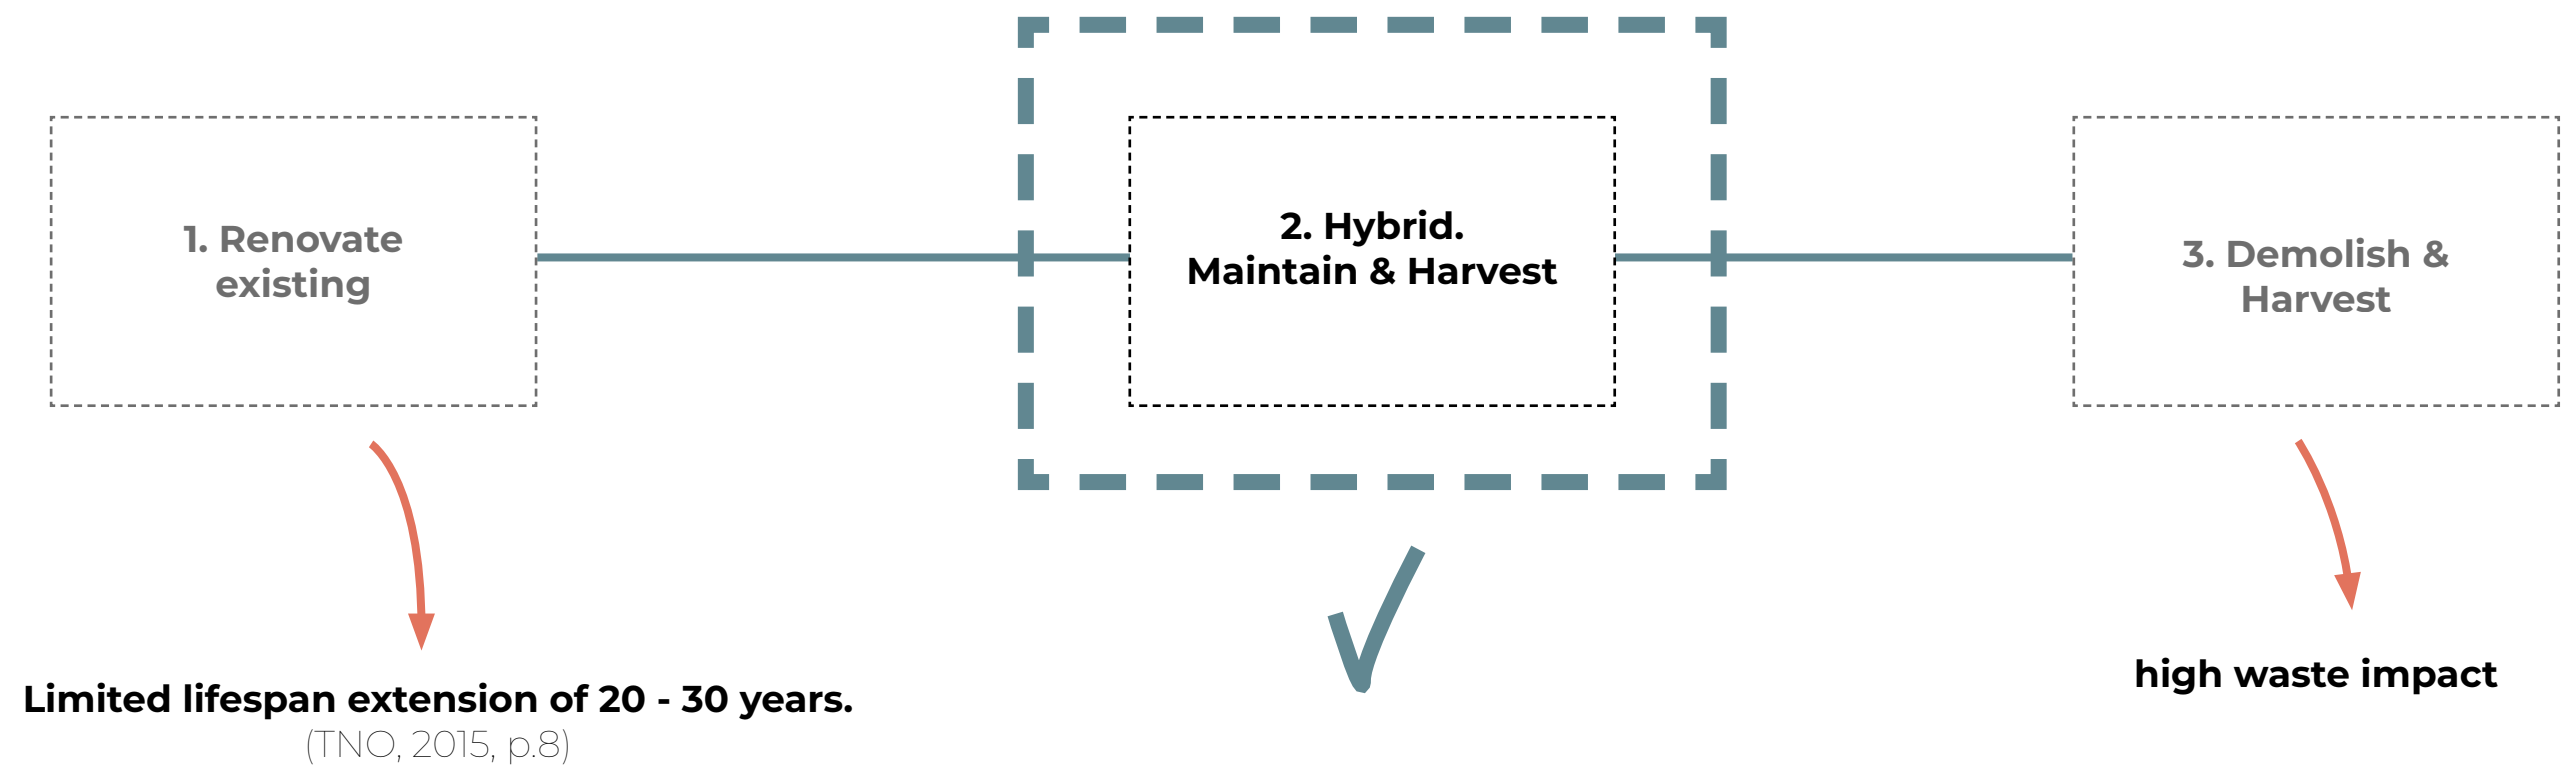 1. Renovate
existing
2. Hybrid.
Maintain & Harvest
3. Demolish &
Harvest
Limited lifespan extension of 20 - 30 years.
(TNO, 2015, p.8)
high waste impact